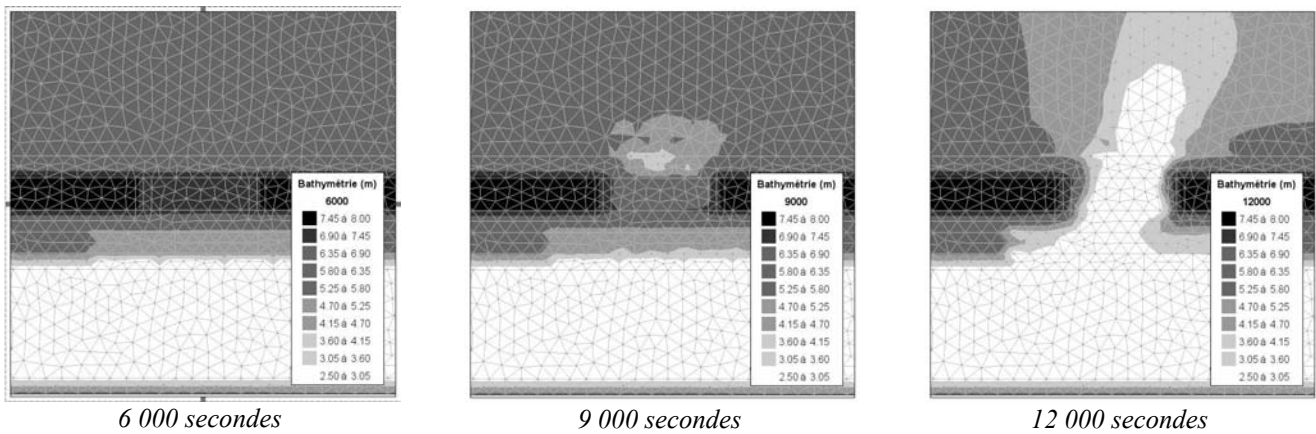 Bathymétrie (m)
6000
7.45 à 8.00
6.90 à 7.45
6.35 à 6.90
5.80 à 6.35
5.25 à 5.80
4.70 à 5.25
4.15 à 4.70
3.60 à 4.15
3.05 à 3.60
2.50 à 3.05
Bathymétrie (m)
9000
7.45 à 8.00
6.90 à 7.45
6.35 à 6.90
5.80 à 6.35
5.25 à 5.80
4.70 à 5.25
4.15 à 4.70
3.60 à 4.15
3.05 à 3.60
2.50 à 3.05
Bathymétrie (m)
12000
7.45 à 8.00
6.90 à 7.45
6.35 à 6.90
5.80 à 6.35
5.25 à 5.80
4.70 à 5.25
4.15 à 4.70
3.60 à 4.15
3.05 à 3.60
2.50 à 3.05
6 000 secondes
9 000 secondes
12 000 secondes